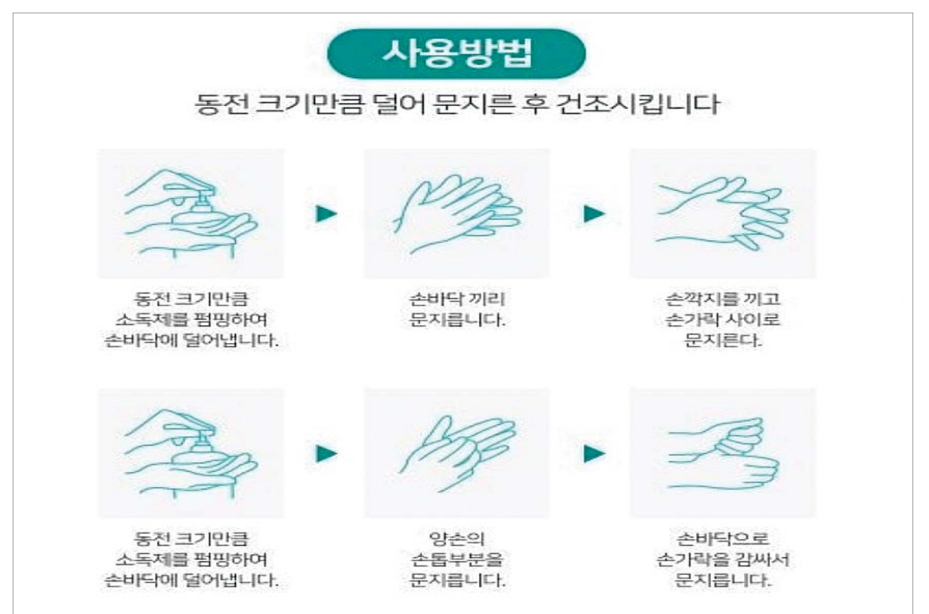 사용방법
동전 크기만큼 덜어 문지른 후 건조시킵니다
동전 크기만큼
소독제를 펌핑하여
손바닥에 덜어냅니다.
손바닥 끼리
문지릅니다.
손깍지를 끼고
손가락 사이로
문지른다.
동전 크기만큼
소독제를 펌핑하여
손바닥에 덜어냅니다.
양손의
손톱부분을
문지릅니다.
손바닥으로
손가락을 감싸서
문지릅니다.